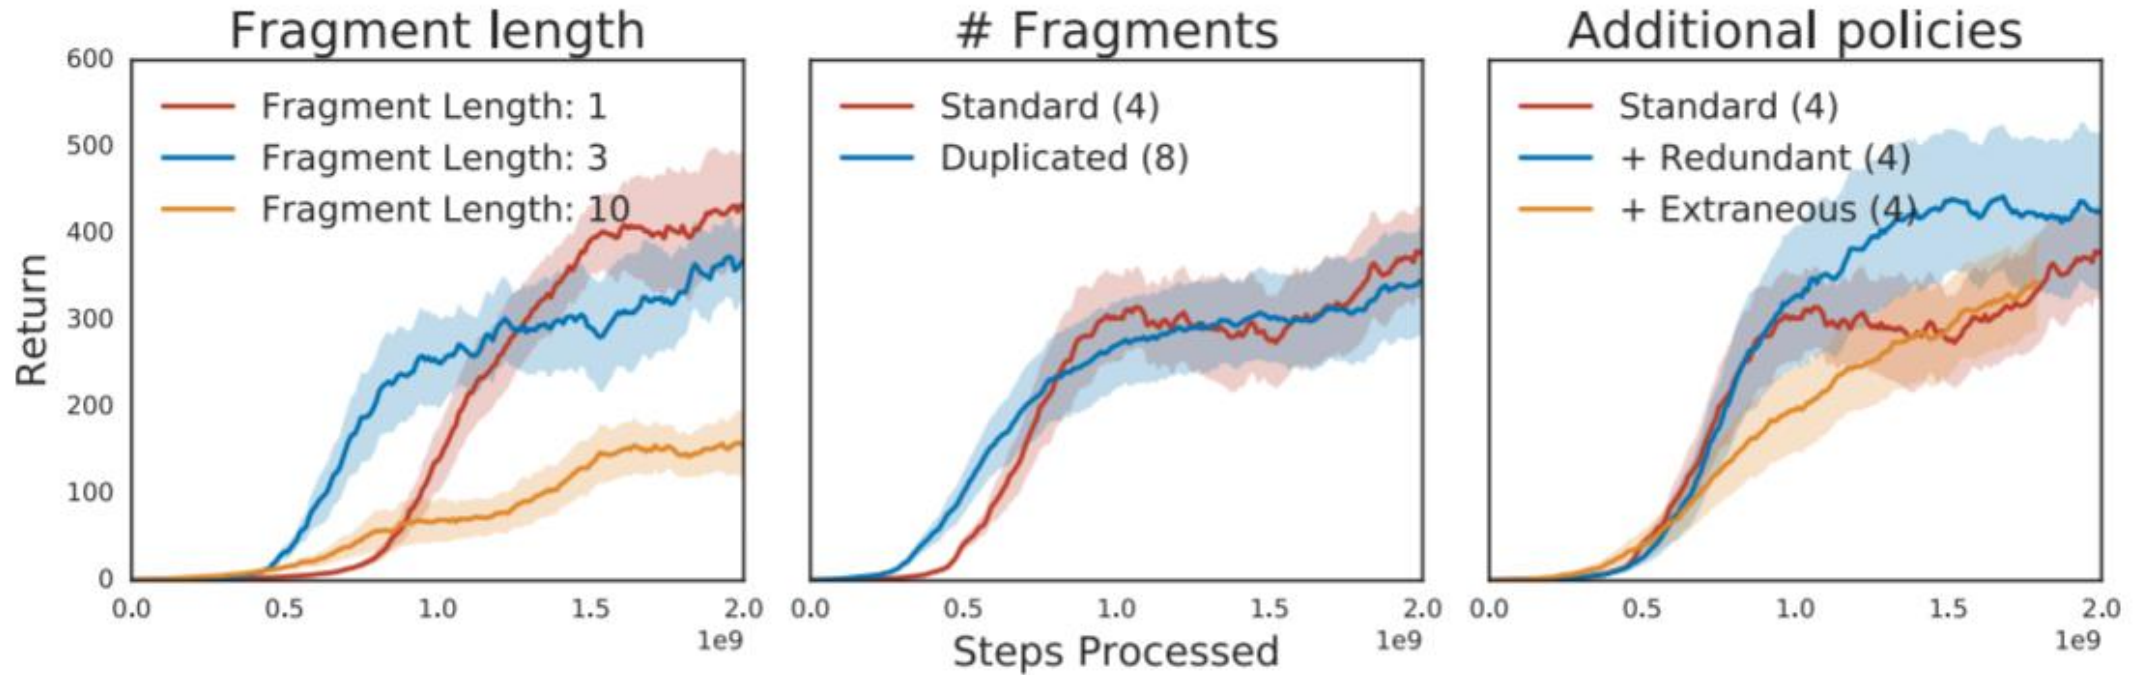 Fragment length
# Fragments
Additional policies
Return
600
500
400
300
200
100
0
Fragment Length: 1
Fragment Length: 3
Fragment Length: 10
0.0 0.5 1.0 1.5 2.0
1e9
Standard (4)
Duplicated (8)
0.0 0.5 1.0 1.5 2.0
1e9
Standard (4)
+ Redundant (4)
+ Extraneous (4)
0.0 0.5 1.0 1.5 2.0
1e9
Steps Processed